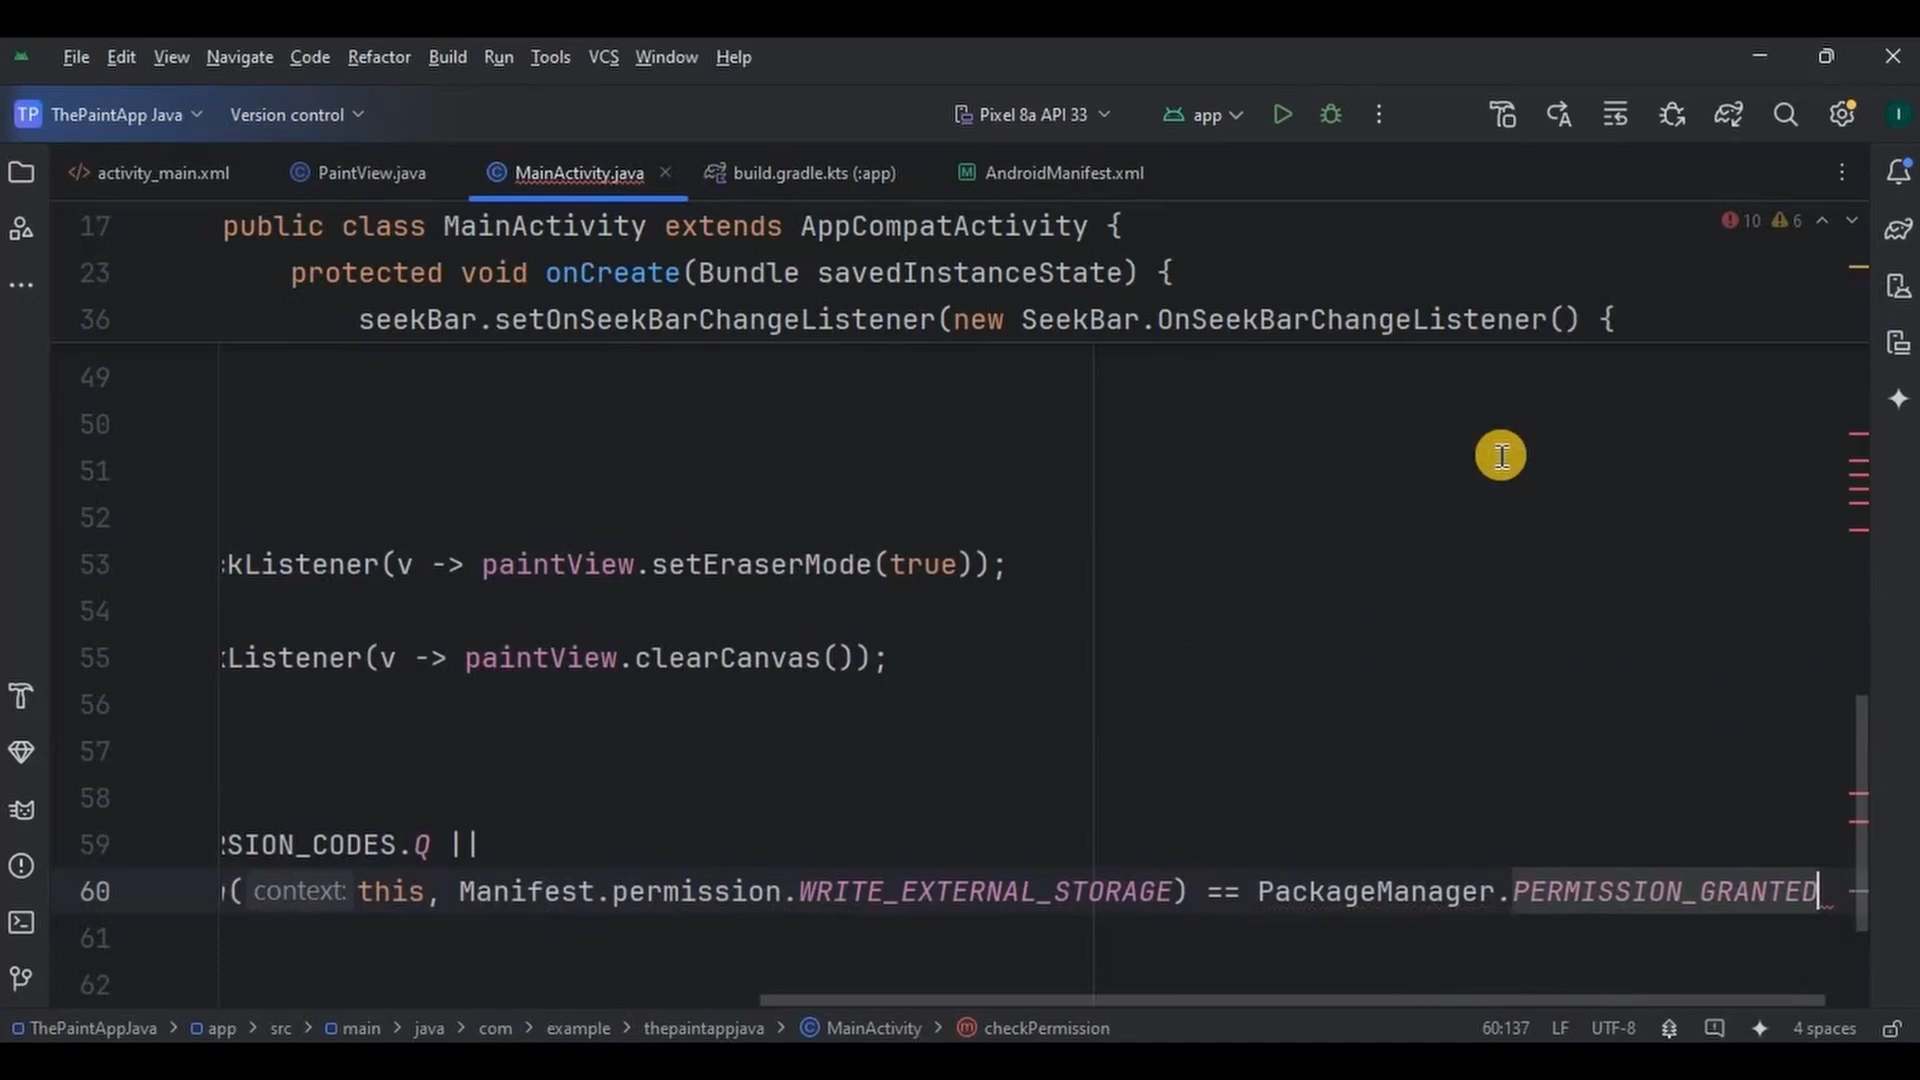 File Edit View Navigate Code Refactor Build Run Tools VCS Window Help
TP ThePaintApp Java Version control Pixel 8a API 33 app
activity_main.xml PaintView.java MainActivity.java build.gradle.kts (:app) AndroidManifest.xml
17 public class MainActivity extends AppCompatActivity { 10 6
23 protected void onCreate(Bundle savedInstanceState) {
36 seekBar.setOnSeekBarChangeListener(new SeekBar.OnSeekBarChangeListener() {
49
50
51
52
53 kListener(v -> paintView.setEraserMode(true));
54
55 Listener(v -> paintView.clearCanvas());
56
57
58
59 SION_CODES.Q ||
60 ( context: this, Manifest.permission.WRITE_EXTERNAL_STORAGE) == PackageManager.PERMISSION_GRANTED
61
62
ThePaintAppJava > app > src > main > java > com > example > thepaintappjava > MainActivity > checkPermission 60:137 LF UTF-8 4 spaces